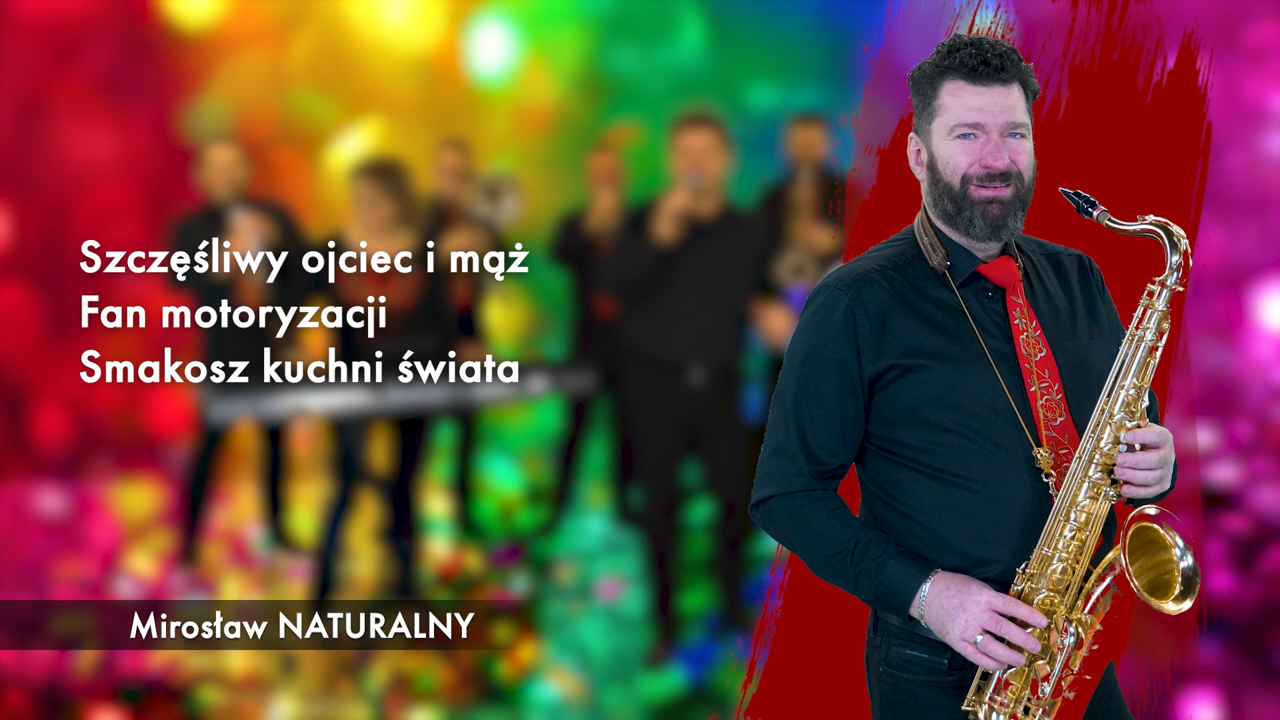 Szczęśliwy ojciec i mąż
Fan motoryzacji
Smakosz kuchni świata
Mirosław NATURALNY